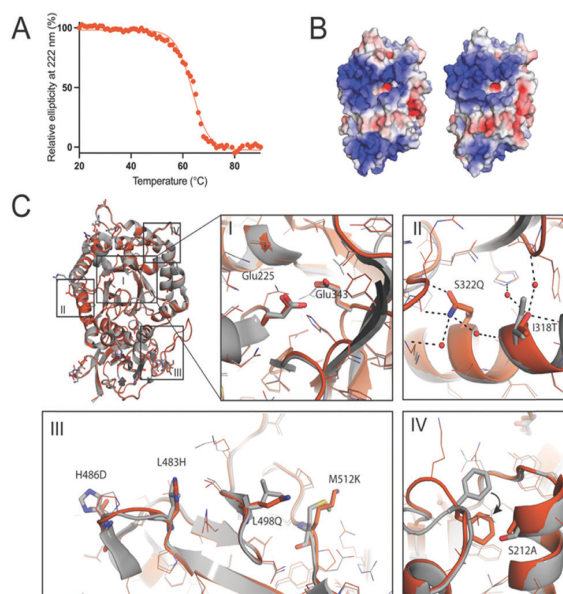 A
Relative ellipticity at 222 nm (%)
100
50
0
20
40
60
80
Temperature (°C)
B
C
IV
I
II
III
I
Glu225
Glu343
II
S322Q
I318T
III
H486D
L483H
L498Q
M512K
IV
S212A